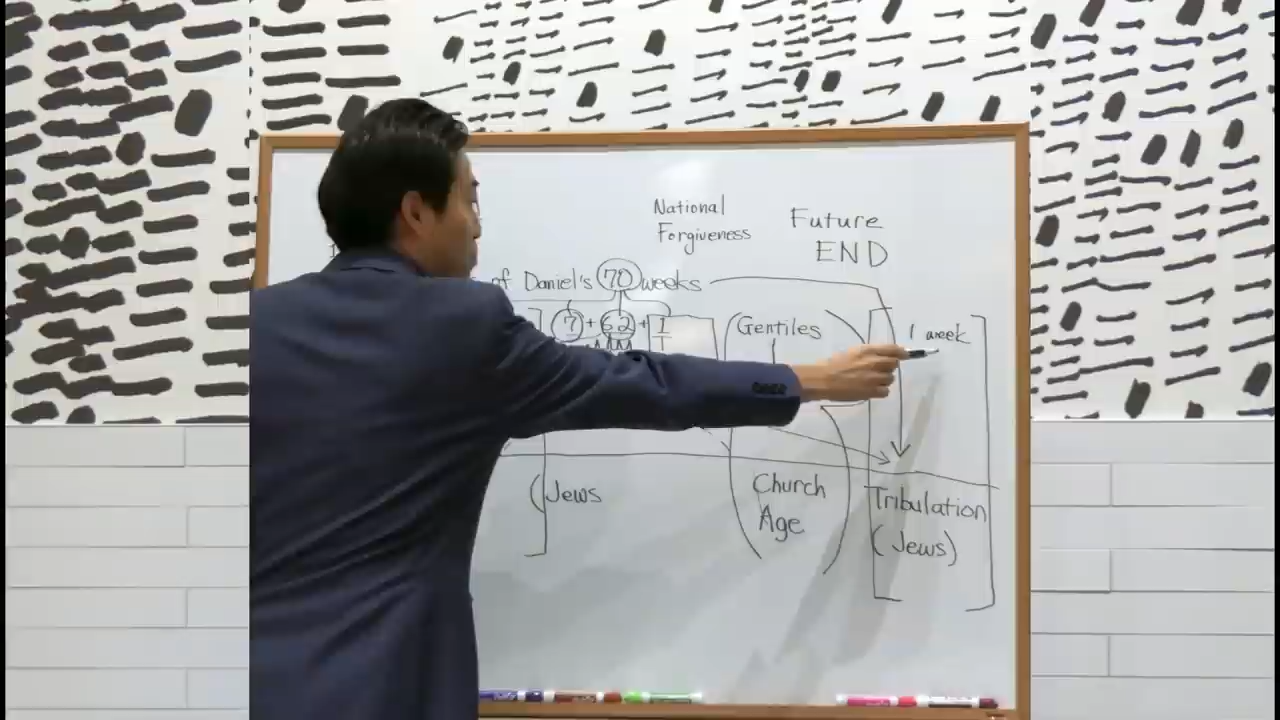 National
Forgiveness
Future
END
of Daniel's 70 weeks
7 + 62 + 1
Gentiles
1 week
Jews
Church
Age
Tribulation
(Jews)